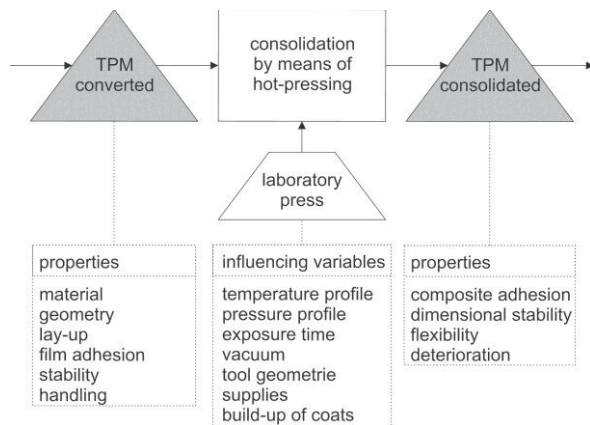 TPM
converted
consolidation
by means of
hot-pressing
TPM
consolidated
laboratory
press
properties
material
geometry
lay-up
film adhesion
stability
handling
influencing variables
temperature profile
pressure profile
exposure time
vacuum
tool geometrie
supplies
build-up of coats
properties
composite adhesion
dimensional stability
flexibility
deterioration